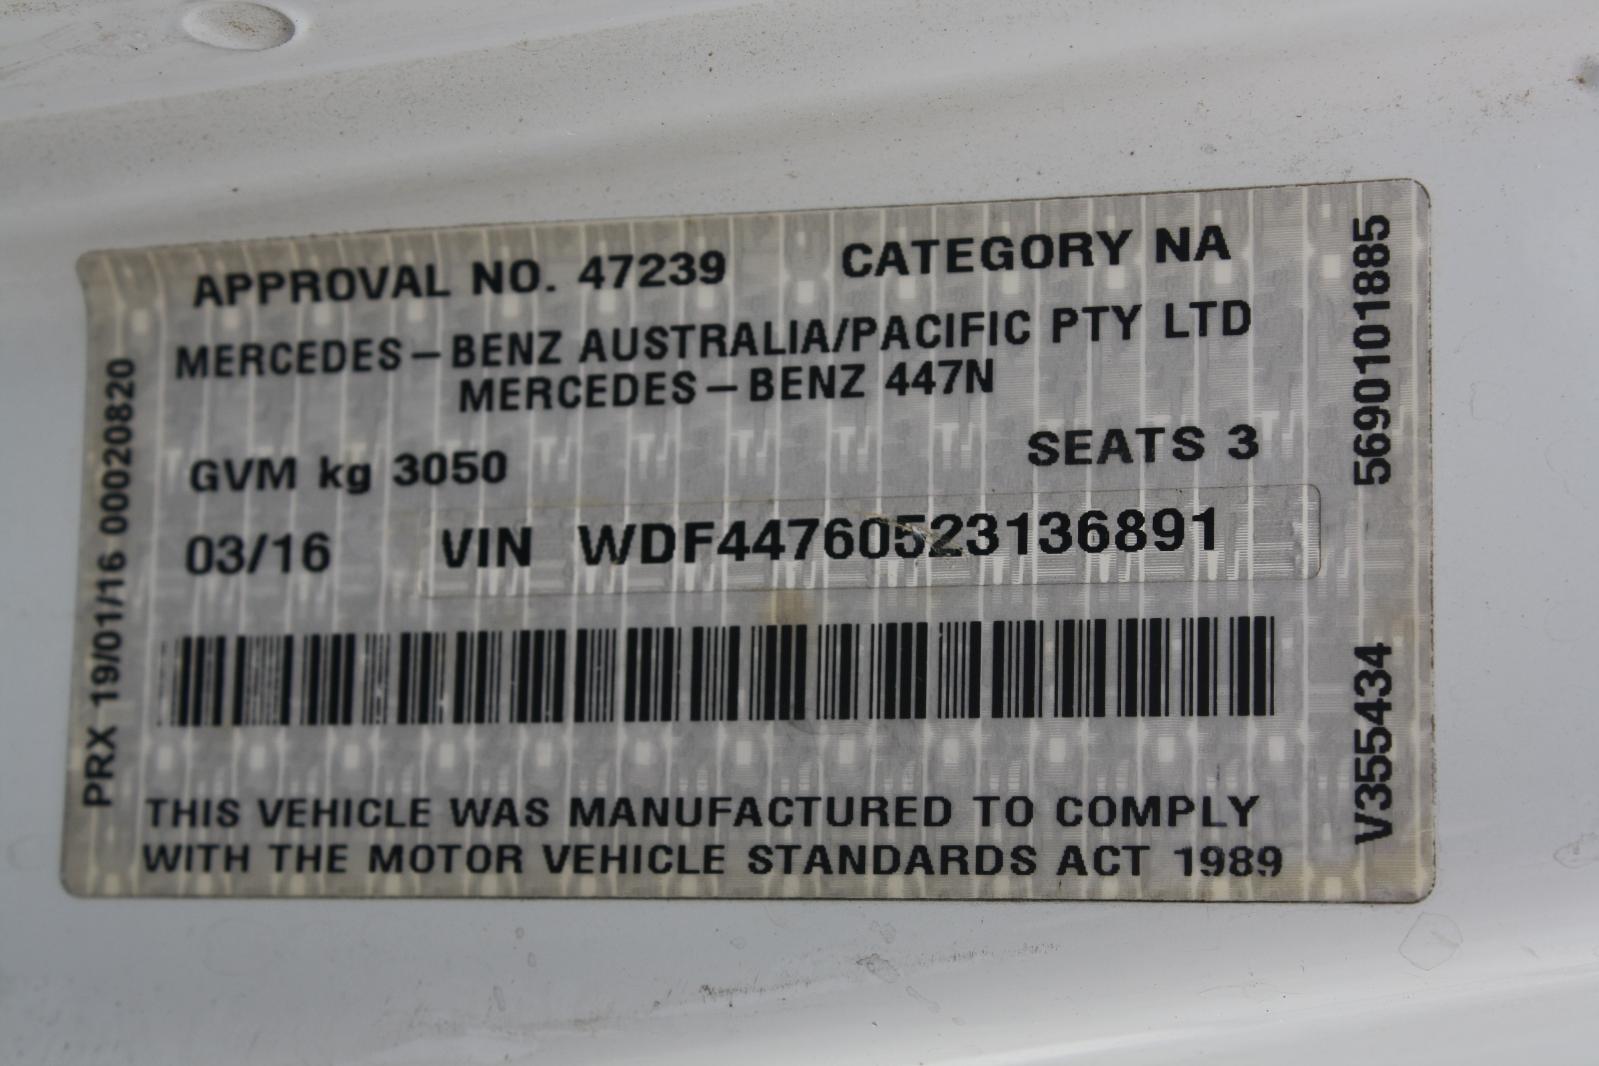 APPROVAL NO. 47239 CATEGORY NA
MERCEDES-BENZ AUSTRALIA/PACIFIC PTY LTD
MERCEDES-BENZ 447N
GVM kg 3050 SEATS 3
03/16 VIN WDF44760523136891
THIS VEHICLE WAS MANUFACTURED TO COMPLY
WITH THE MOTOR VEHICLE STANDARDS ACT 1989
PRX 19/01/16 00020820
V355434 5690101885